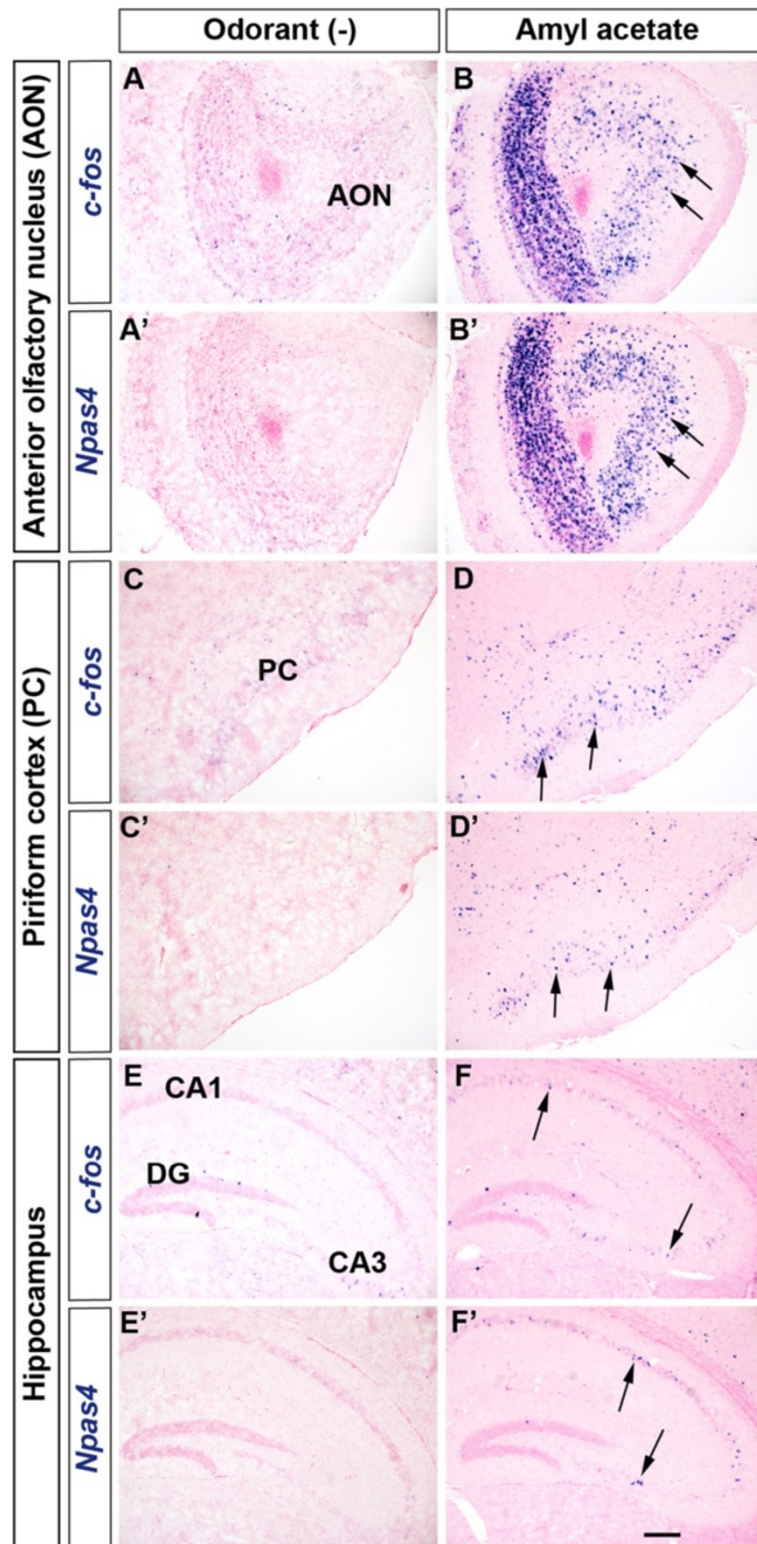 Odorant (-)
Amyl acetate
Anterior olfactory nucleus (AON)
c-fos
A
AON
B
Npas4
A’
B’
Piriform cortex (PC)
c-fos
C
PC
D
Npas4
C’
D’
Hippocampus
c-fos
E
CA1
DG
CA3
F
Npas4
E’
F’